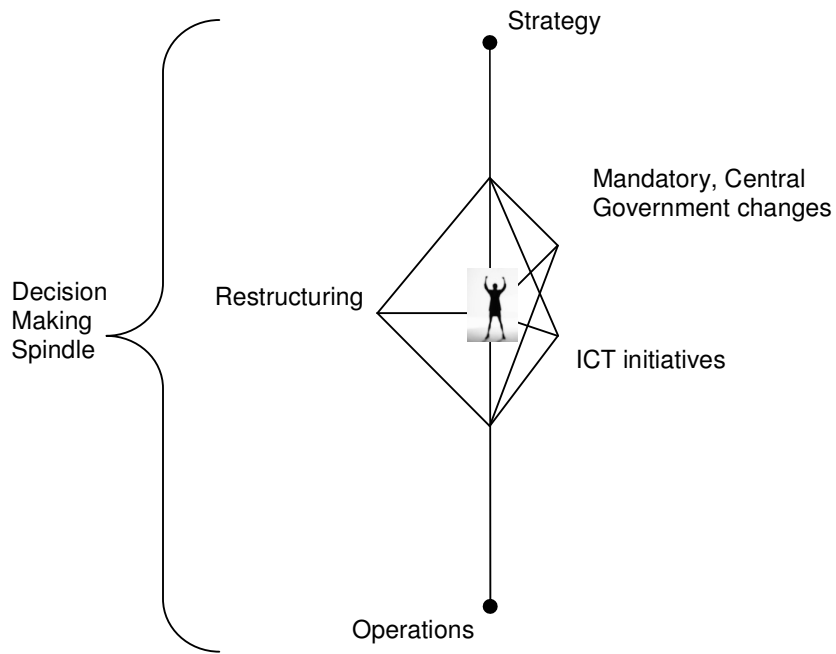 Strategy
Mandatory, Central
Government changes
Decision
Making
Spindle
Restructuring
ICT initiatives
Operations